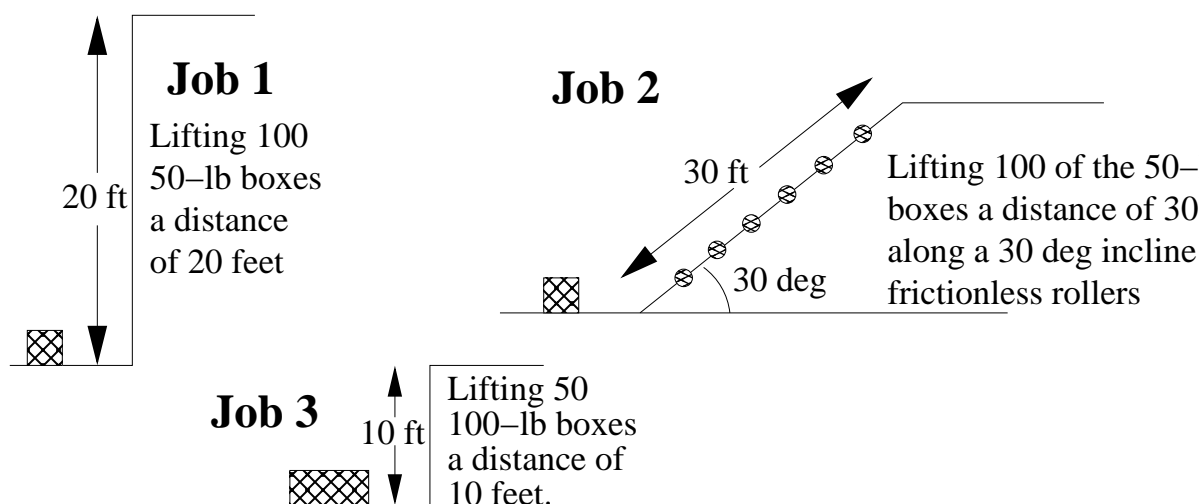 Job 1
Lifting 100
50–lb boxes
a distance
of 20 feet
20 ft
Job 2
30 ft
30 deg
Lifting 100 of the 50–
boxes a distance of 30
along a 30 deg incline
frictionless rollers
Job 3
10 ft
Lifting 50
100–lb boxes
a distance of
10 feet.